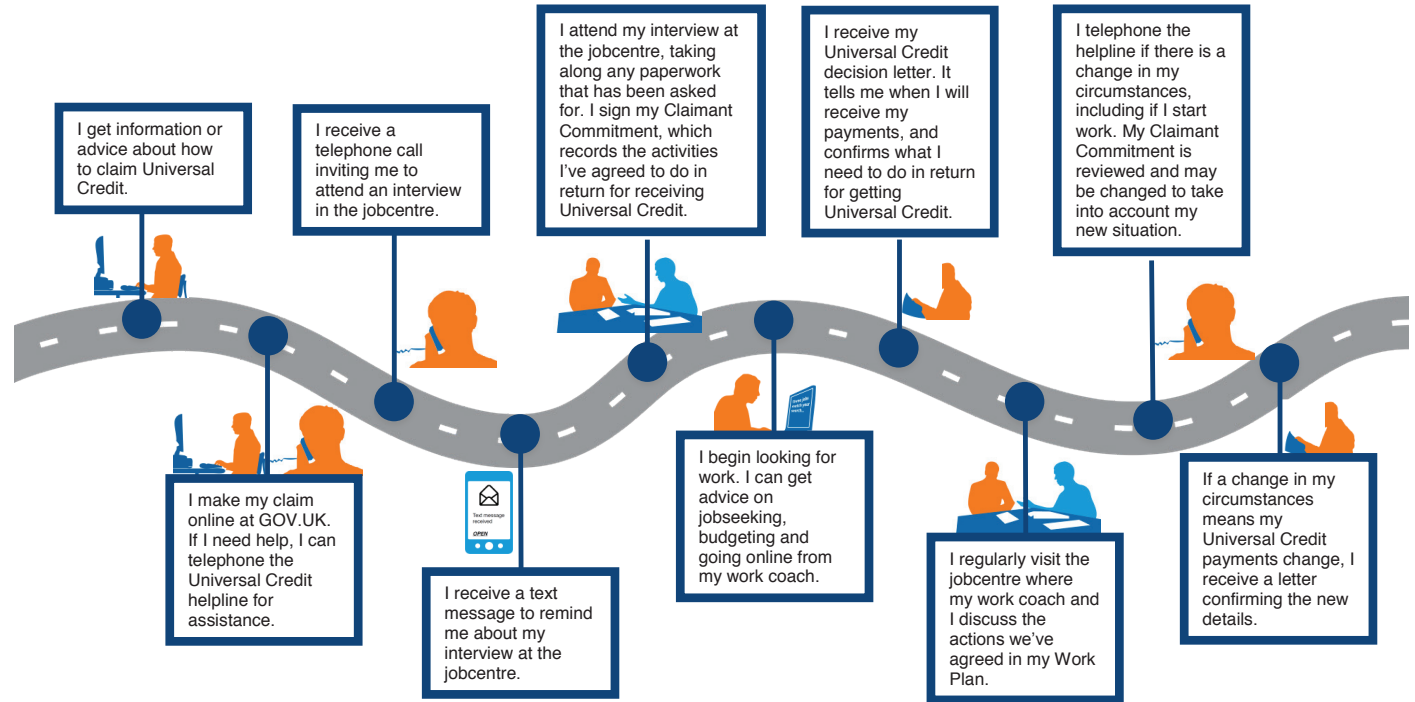 I get information or
advice about how
to claim Universal
Credit.
I make my claim
online at GOV.UK.
If I need help, I can
telephone the
Universal Credit
helpline for
assistance.
I receive a
telephone call
inviting me to
attend an interview
in the jobcentre.
Text message
received
OPEN
I receive a text
message to remind
me about my
interview at the
jobcentre.
I attend my interview at
the jobcentre, taking
along any paperwork
that has been asked
for. I sign my Claimant
Commitment, which
records the activities
I've agreed to do in
return for receiving
Universal Credit.
I begin looking for
work. I can get
advice on
jobseeking,
budgeting and
going online from
my work coach.
I receive my
Universal Credit
decision letter. It
tells me when I will
receive my
payments, and
confirms what I
need to do in return
for getting
Universal Credit.
I regularly visit the
jobcentre where
my work coach and
I discuss the
actions we've
agreed in my Work
Plan.
I telephone the
helpline if there is a
change in my
circumstances,
including if I start
work. My Claimant
Commitment is
reviewed and may
be changed to take
into account my
new situation.
If a change in my
circumstances
means my
Universal Credit
payments change, I
receive a letter
confirming the new
details.